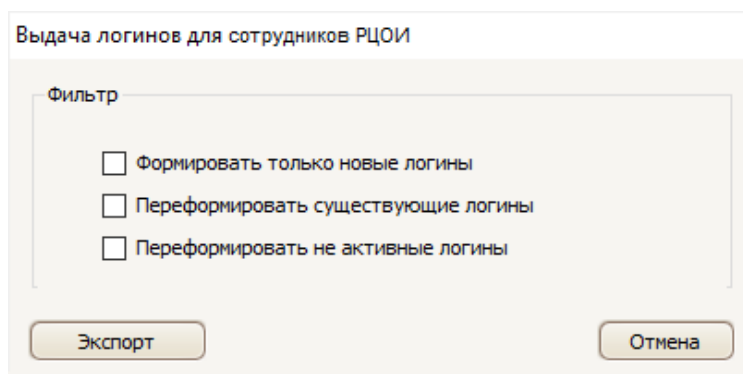 Выдача логинов для сотрудников РЦОИ
Фильтр
Формировать только новые логины
Переформировать существующие логины
Переформировать не активные логины
Экспорт
Отмена